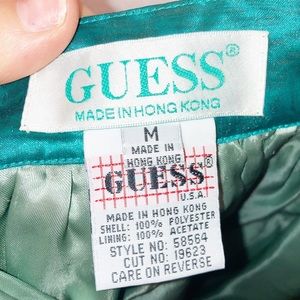 GUESS®
MADE IN HONG KONG
M
MADE IN
HONG KONG
GUESS®
U.S.A.
MADE IN HONG KONG
SHELL: 100% POLYESTER
LINING: 100% ACETATE
STYLE NO: 58564
CUT NO: 19623
CARE ON REVERSE